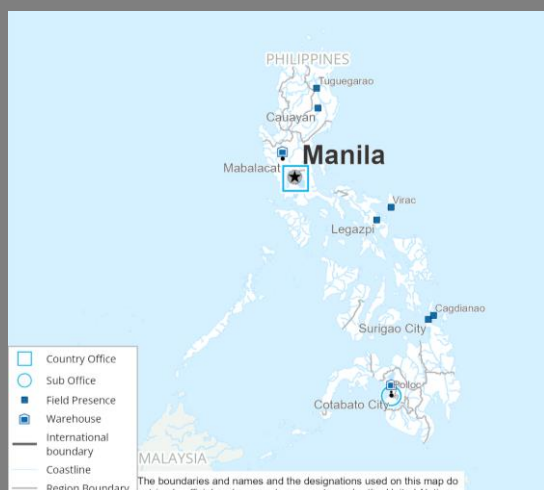 PHILIPPINES
Tuguegarao
Cauayan
Manila
Mabalacat
Virac
Legazpi
Cagdianao
Surigao City
Polloc
Cotabato City
Country Office
Sub Office
Field Presence
Warehouse
International
boundary
Coastline
Region Boundary
MALAYSIA
The boundaries and names and the designations used on this map do